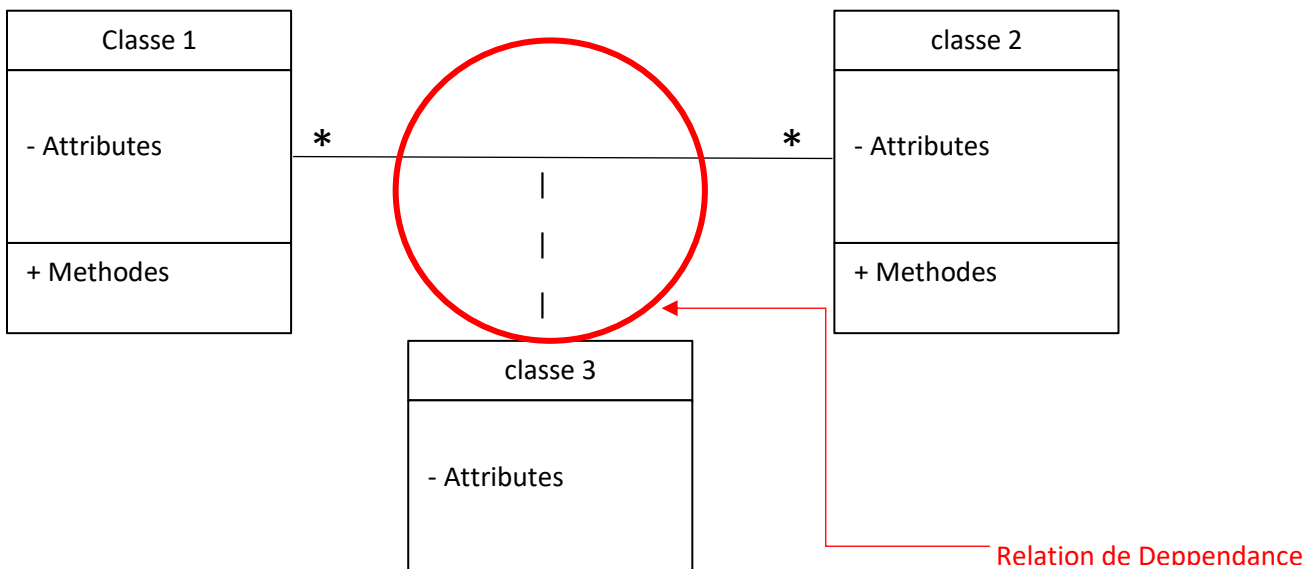 Classe 1
classe 2
- Attributes
*
*
- Attributes
+ Methodes
+ Methodes
classe 3
- Attributes
Relation de Deppendance